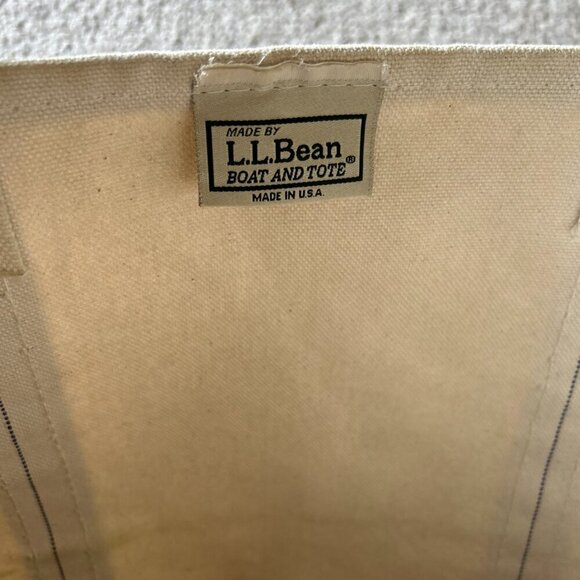 MADE BY
L.L.Bean®
BOAT AND TOTE
MADE IN U.S.A.